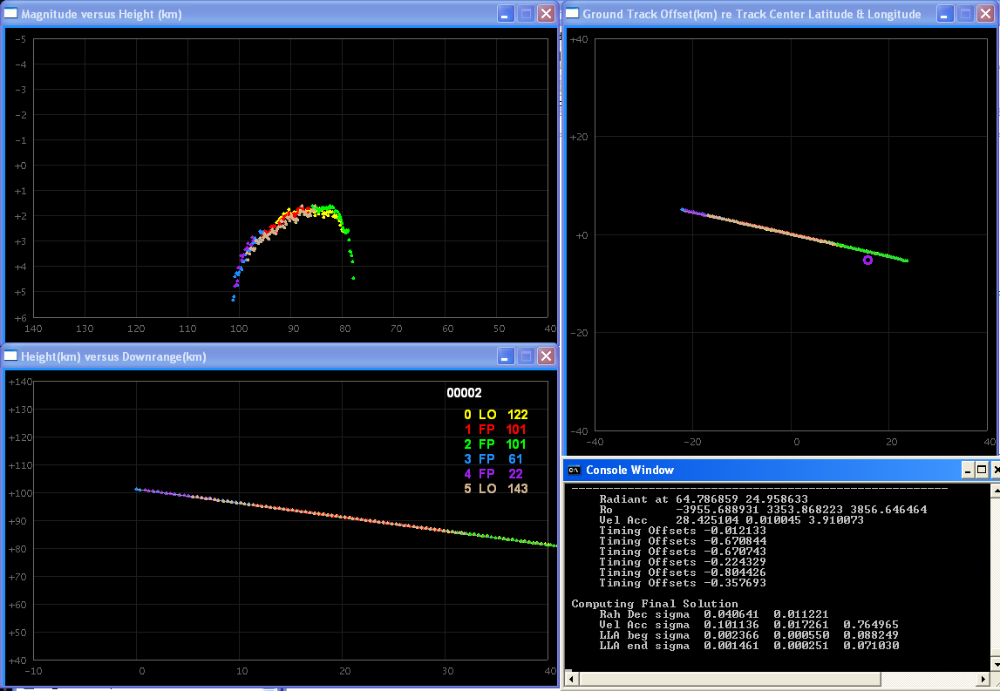 Magnitude versus Height (km)
-5
-4
-3
-2
-1
+0
+1
+2
+3
+4
+5
+6
140 130 120 110 100 90 80 70 60 50 40
Height(km) versus Downrange(km)
+140
+130
+120
+110
+100
+90
+80
+70
+60
+50
+40
-10 0 10 20 30 40
00002
0 LO 122
1 FP 101
2 FP 101
3 FP 61
4 FP 22
5 LO 143
Ground Track Offset(km) re Track Center Latitude & Longitude
+40
+20
+0
-20
-40
-40 -20 0 20 40
Console Window
Radiant at 64.786859 24.958633
Ro -3955.688931 3353.868223 3856.646464
Vel Acc 28.425104 0.010045 3.910073
Timing Offsets -0.012133
Timing Offsets -0.670844
Timing Offsets -0.670743
Timing Offsets -0.224329
Timing Offsets -0.804426
Timing Offsets -0.357693
Computing Final Solution
Rah Dec sigma 0.040641 0.011221
Vel Acc sigma 0.101136 0.017261 0.764965
LLA beg sigma 0.002366 0.000550 0.088249
LLA end sigma 0.001461 0.000251 0.071030